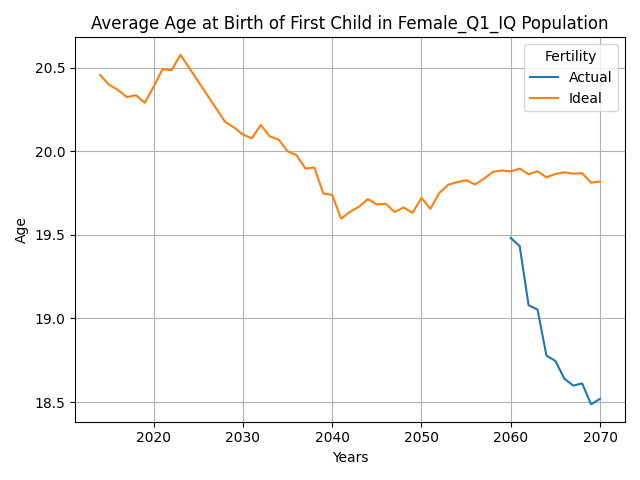 Average Age at Birth of First Child in Female_Q1_IQ Population
Fertility
Actual
Ideal
20.5
20.0
19.5
19.0
18.5
Age
2020 2030 2040 2050 2060 2070
Years